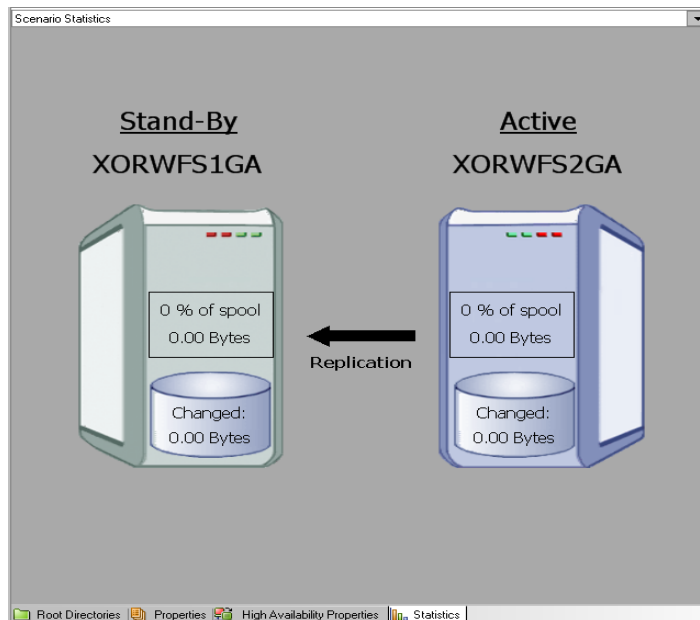 Scenario Statistics
Stand-By
XORWFS1GA
Active
XORWFS2GA
0 % of spool
0.00 Bytes
Changed:
0.00 Bytes
Replication
0 % of spool
0.00 Bytes
Changed:
0.00 Bytes
Root Directories Properties High Availability Properties Statistics